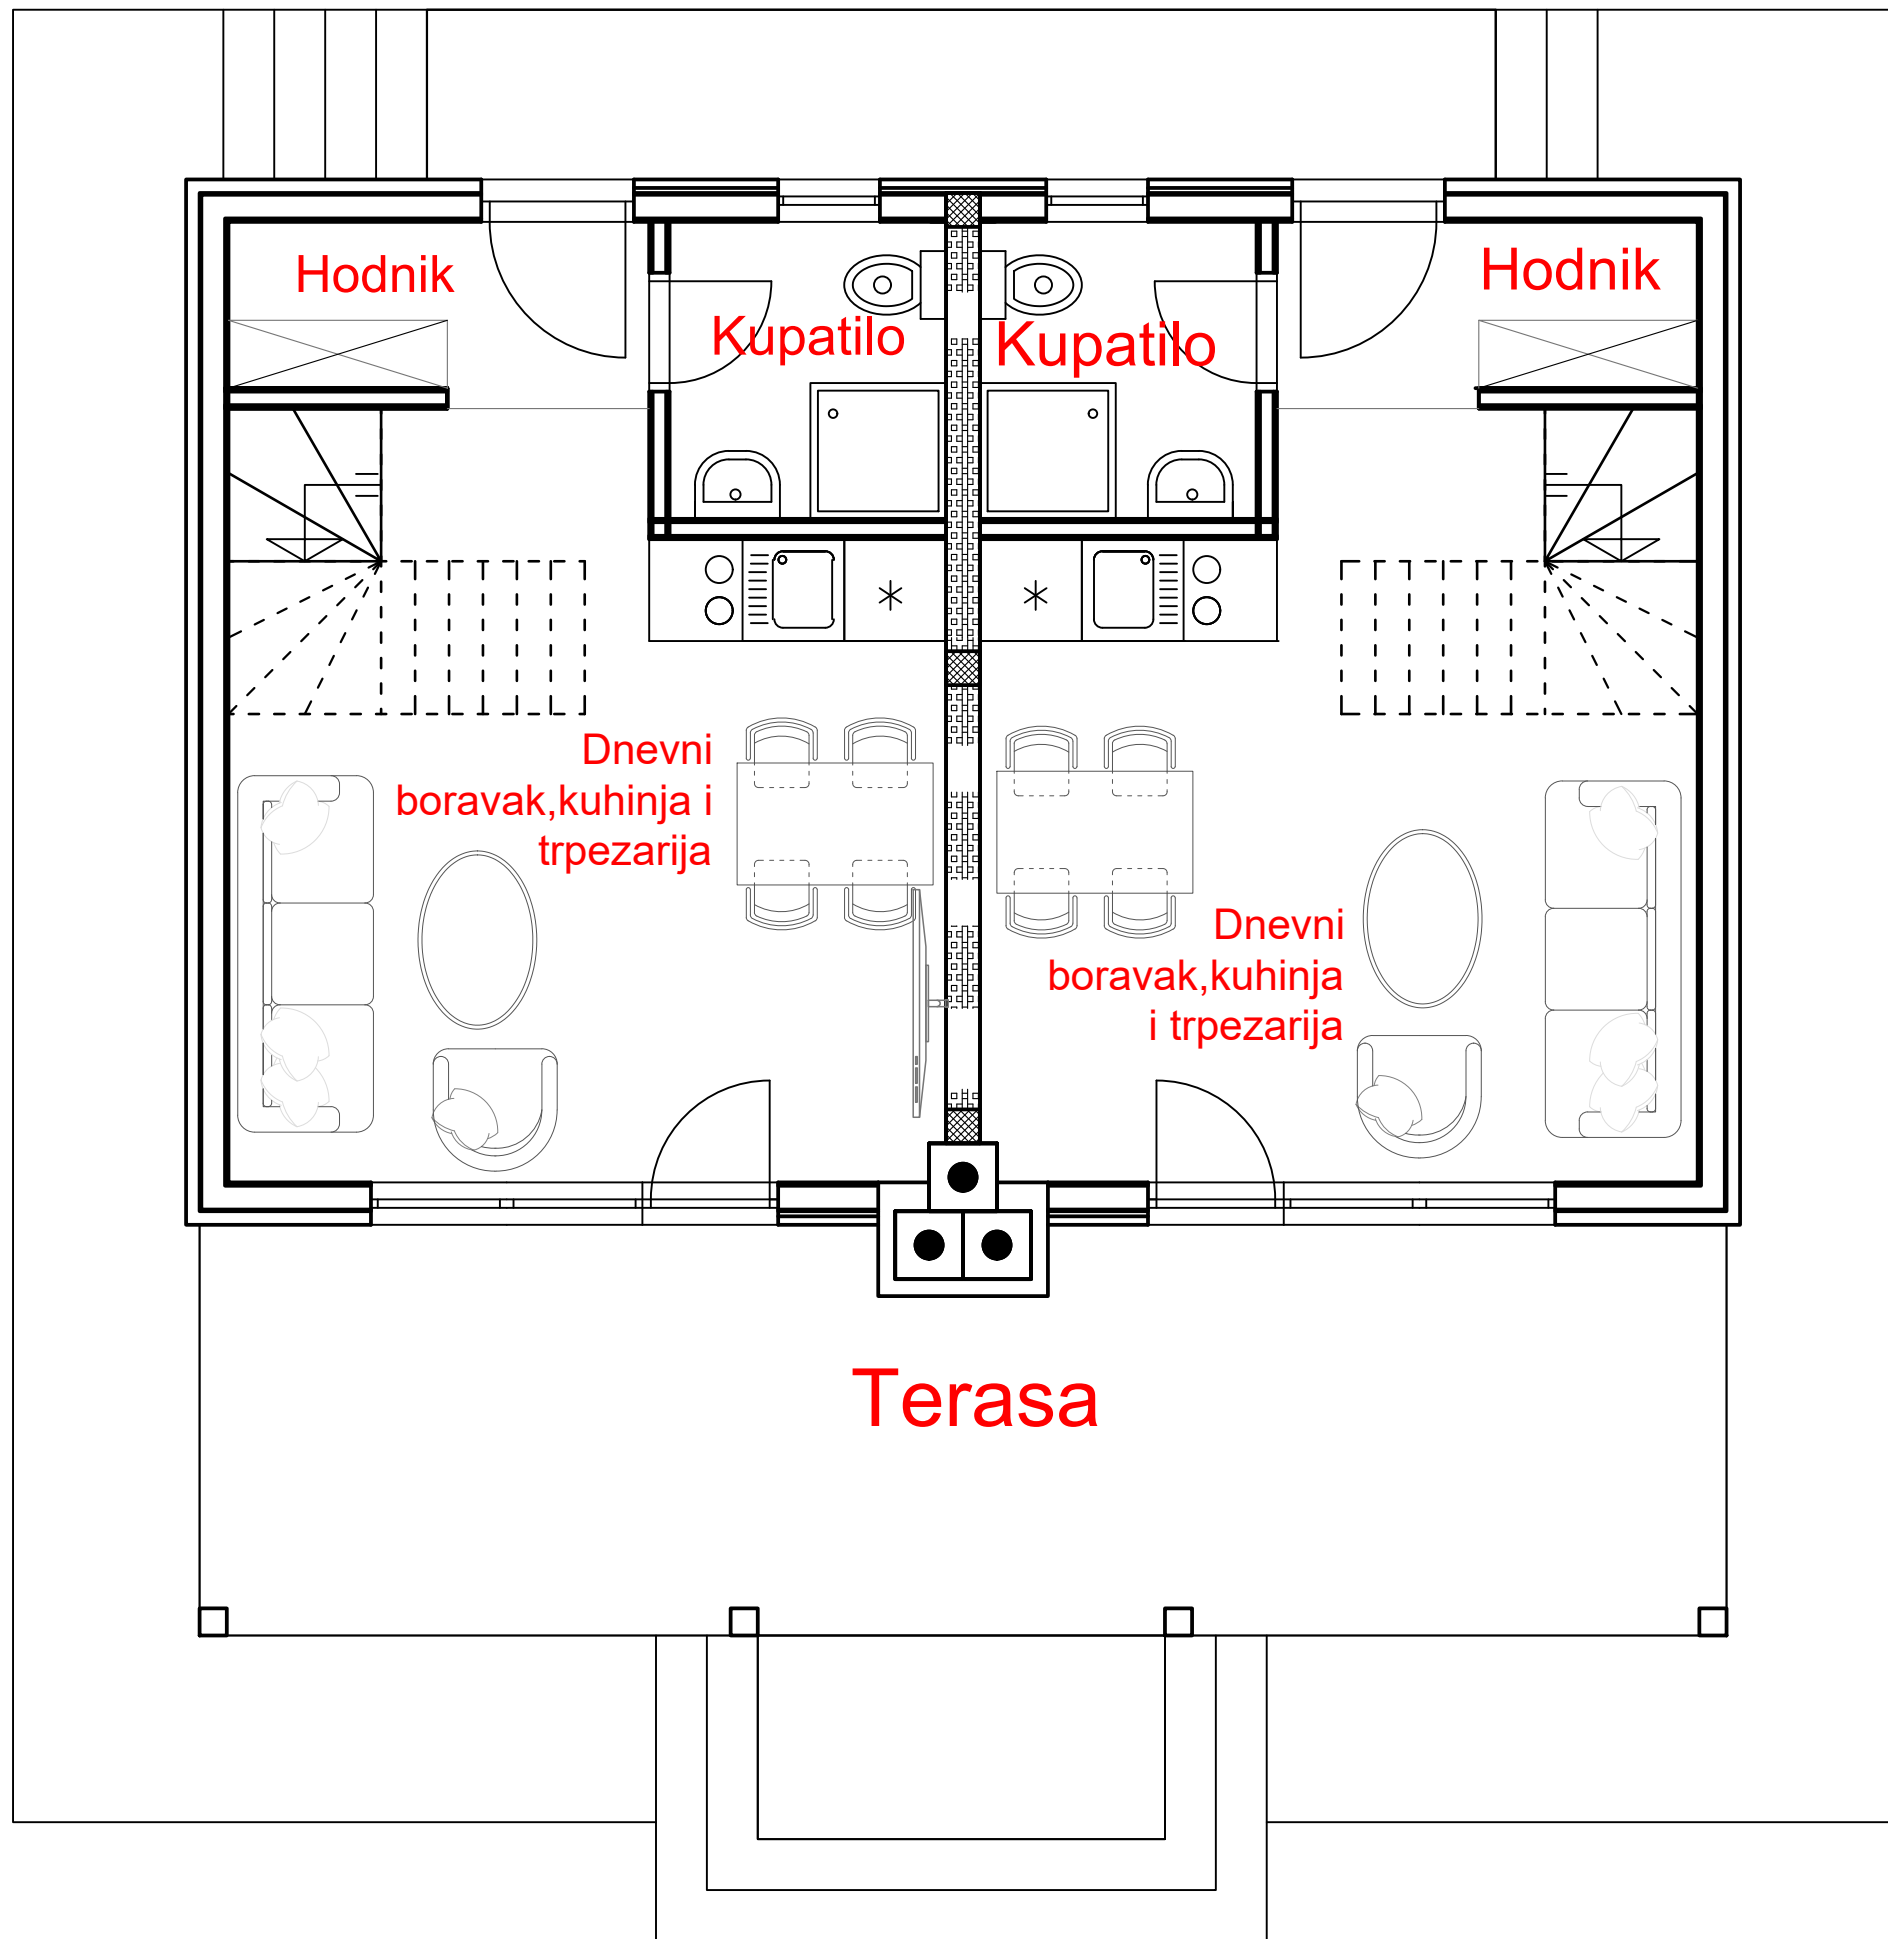 Hodnik
Hodnik
Kupatilo
Kupatilo
Dnevni
boravak,kuhinja i
trpezarija
Dnevni
boravak,kuhinja
i trpezarija
Terasa